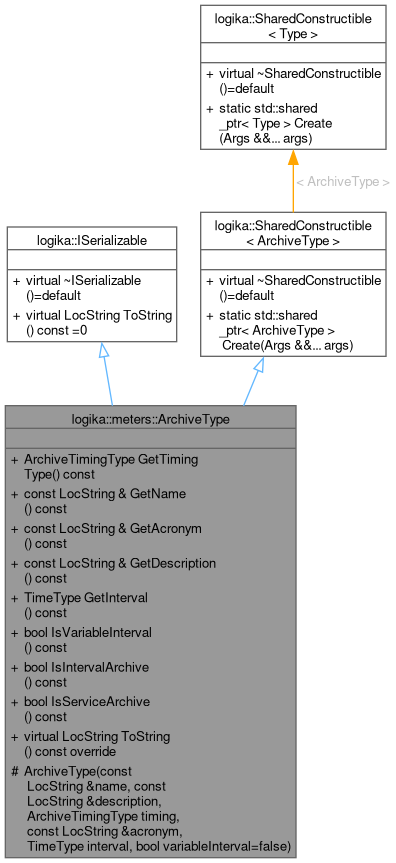 logika::SharedConstructible
< Type >
+ virtual ~SharedConstructible
()=default
+ static std::shared
_ptr< Type > Create
(Args &&... args)
< ArchiveType >
logika::ISerializable
+ virtual ~ISerializable
()=default
+ virtual LocString ToString
() const =0
logika::SharedConstructible
< ArchiveType >
+ virtual ~SharedConstructible
()=default
+ static std::shared
_ptr< ArchiveType >
Create(Args &&... args)
logika::meters::ArchiveType
+ ArchiveTimingType GetTiming
Type() const
+ const LocString & GetName
() const
+ const LocString & GetAcronym
() const
+ const LocString & GetDescription
() const
+ TimeType GetInterval
() const
+ bool IsVariableInterval
() const
+ bool IsIntervalArchive
() const
+ bool IsServiceArchive
() const
+ virtual LocString ToString
() const override
# ArchiveType(const
LocString &name, const
LocString &description,
ArchiveTimingType timing,
const LocString &acronym,
TimeType interval, bool variableInterval=false)